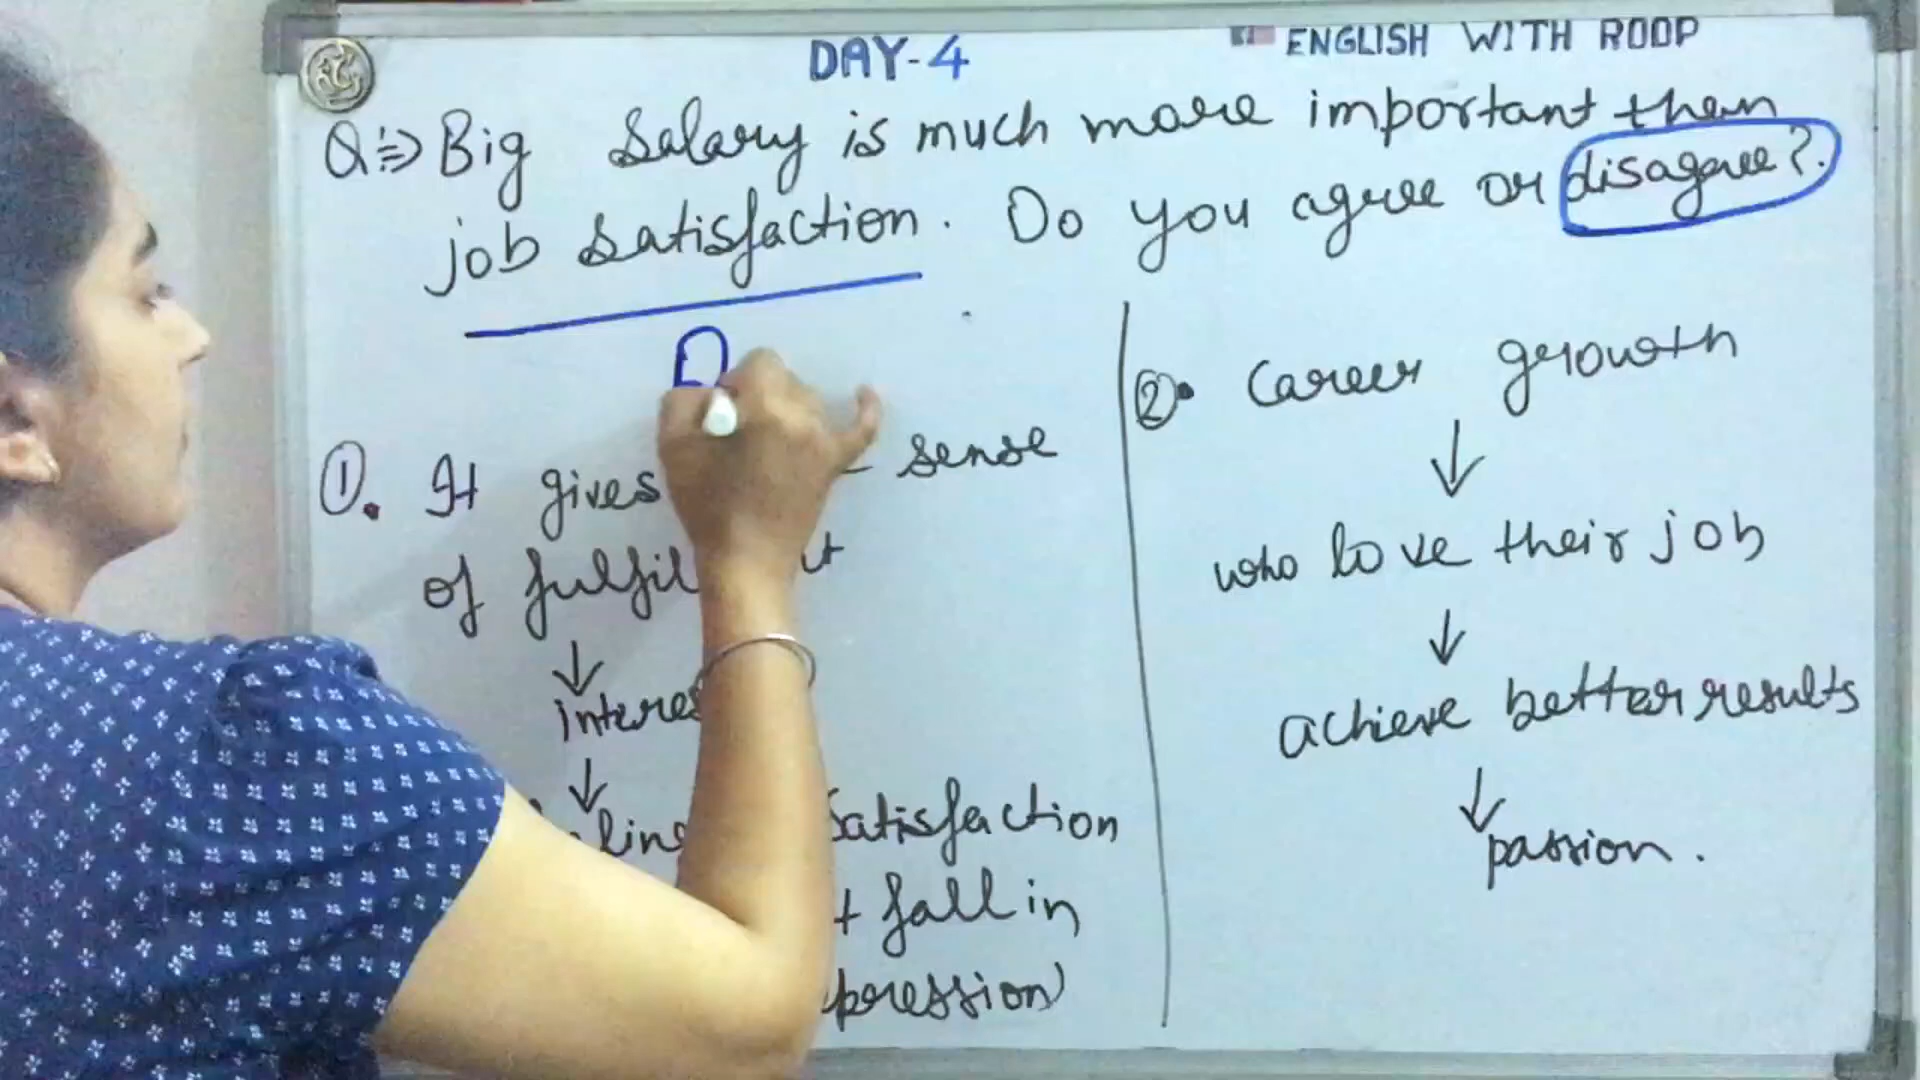 DAY-4
ENGLISH WITH ROOP
Q⇒ Big salary is much more important than
job satisfaction. Do you agree or disagree?.
①. It gives sense
of fulfil t
↓
interes
↓
satisfaction
t fall in
pression)
②. Career growth
↓
who love their job
↓
achieve better results
↓
passion.